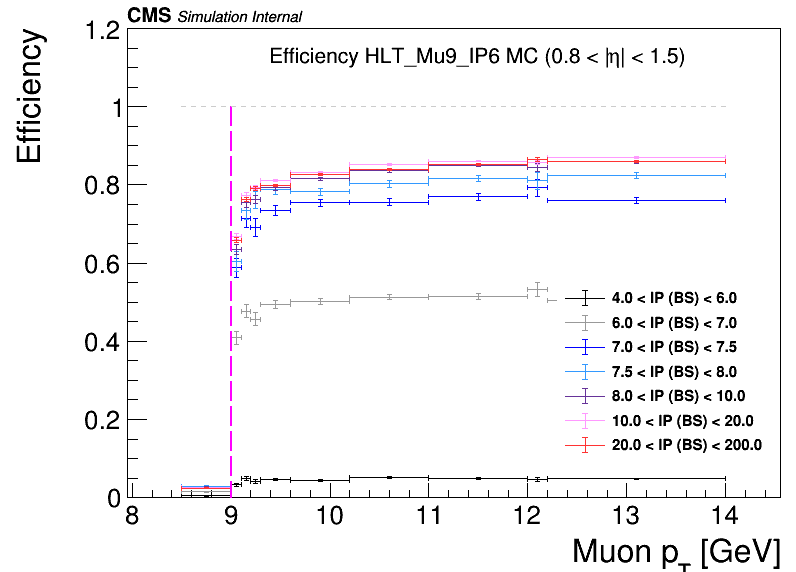 CMS Simulation Internal
Efficiency HLT_Mu9_IP6 MC (0.8 < |η| < 1.5)
Efficiency
1.2
1
0.8
0.6
0.4
0.2
0
4.0 < IP (BS) < 6.0
6.0 < IP (BS) < 7.0
7.0 < IP (BS) < 7.5
7.5 < IP (BS) < 8.0
8.0 < IP (BS) < 10.0
10.0 < IP (BS) < 20.0
20.0 < IP (BS) < 200.0
8 9 10 11 12 13 14
Muon p_T [GeV]